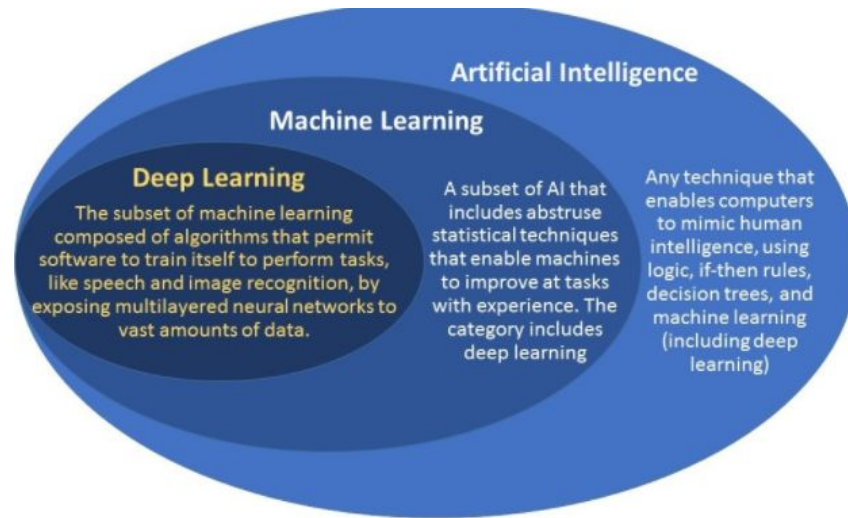 Artificial Intelligence
Machine Learning
Deep Learning
The subset of machine learning
composed of algorithms that permit
software to train itself to perform tasks,
like speech and image recognition, by
exposing multilayered neural networks to
vast amounts of data.
A subset of AI that
includes abstruse
statistical techniques
that enable machines
to improve at tasks
with experience. The
category includes
deep learning
Any technique that
enables computers
to mimic human
intelligence, using
logic, if-then rules,
decision trees, and
machine learning
(including deep
learning)